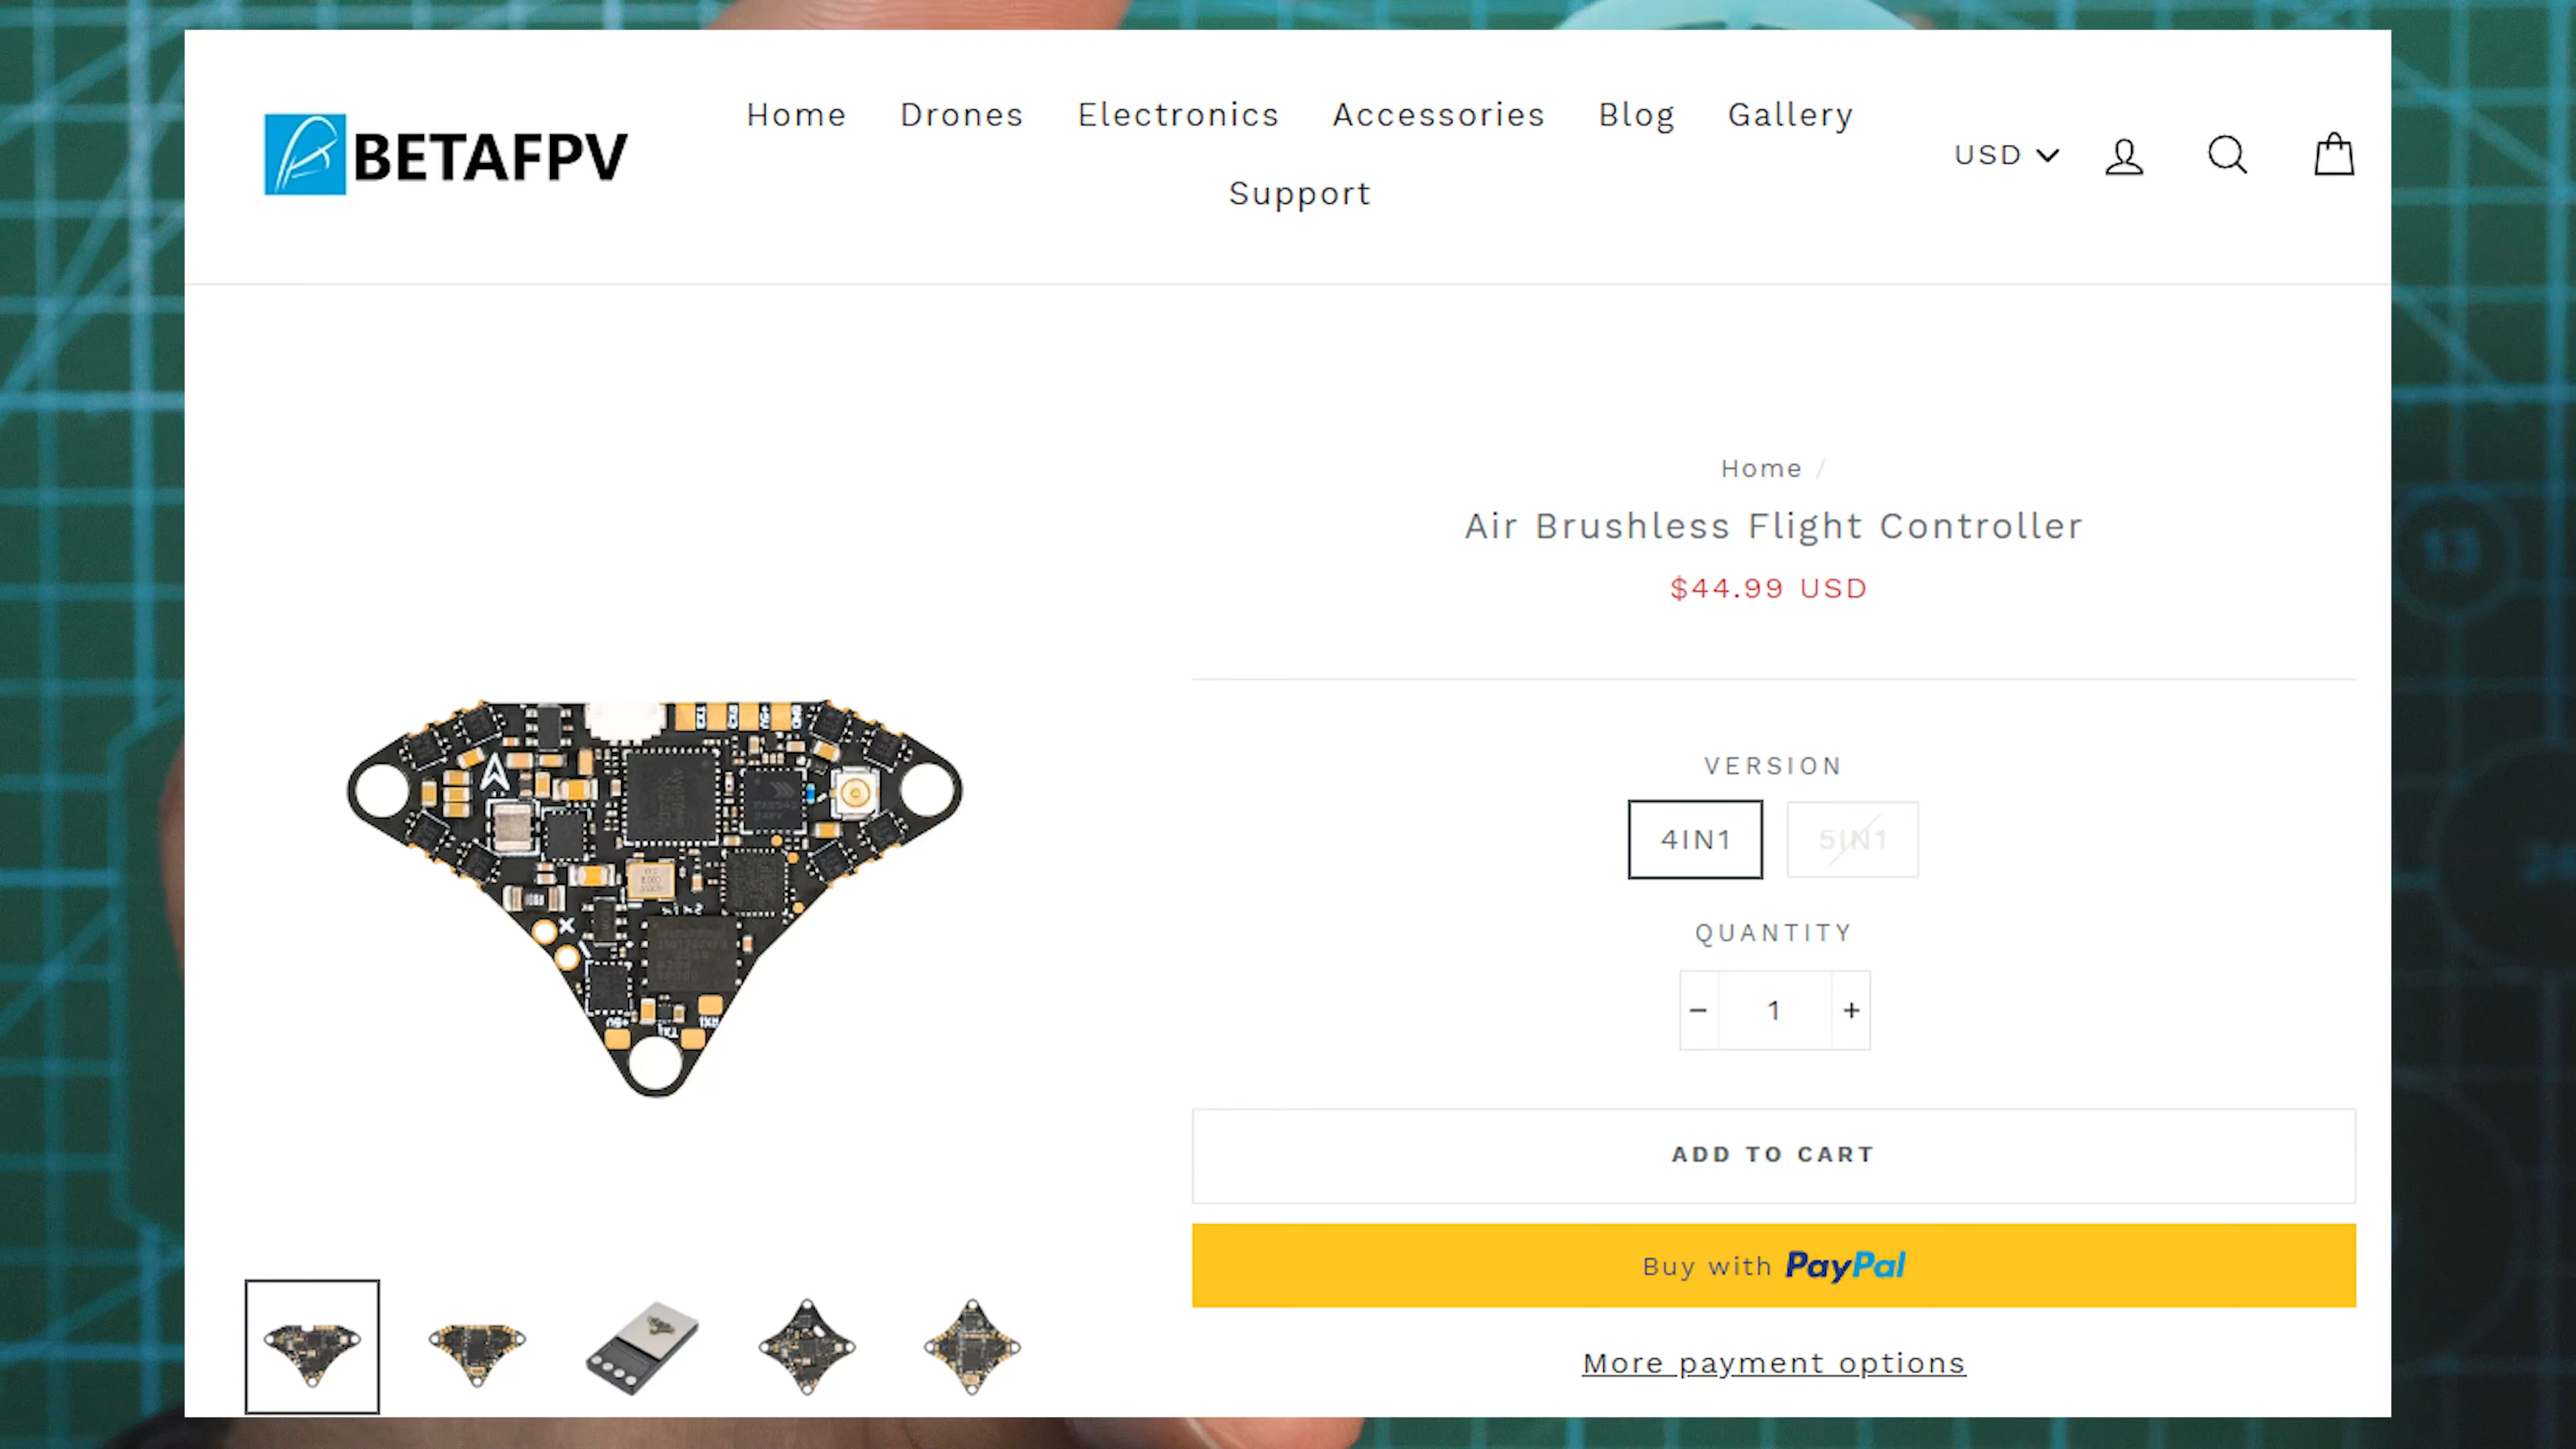 BETAFPV
Home Drones Electronics Accessories Blog Gallery
Support
USD
Home /
Air Brushless Flight Controller
$44.99 USD
VERSION
4IN1 5IN1
QUANTITY
− 1 +
ADD TO CART
Buy with PayPal
More payment options